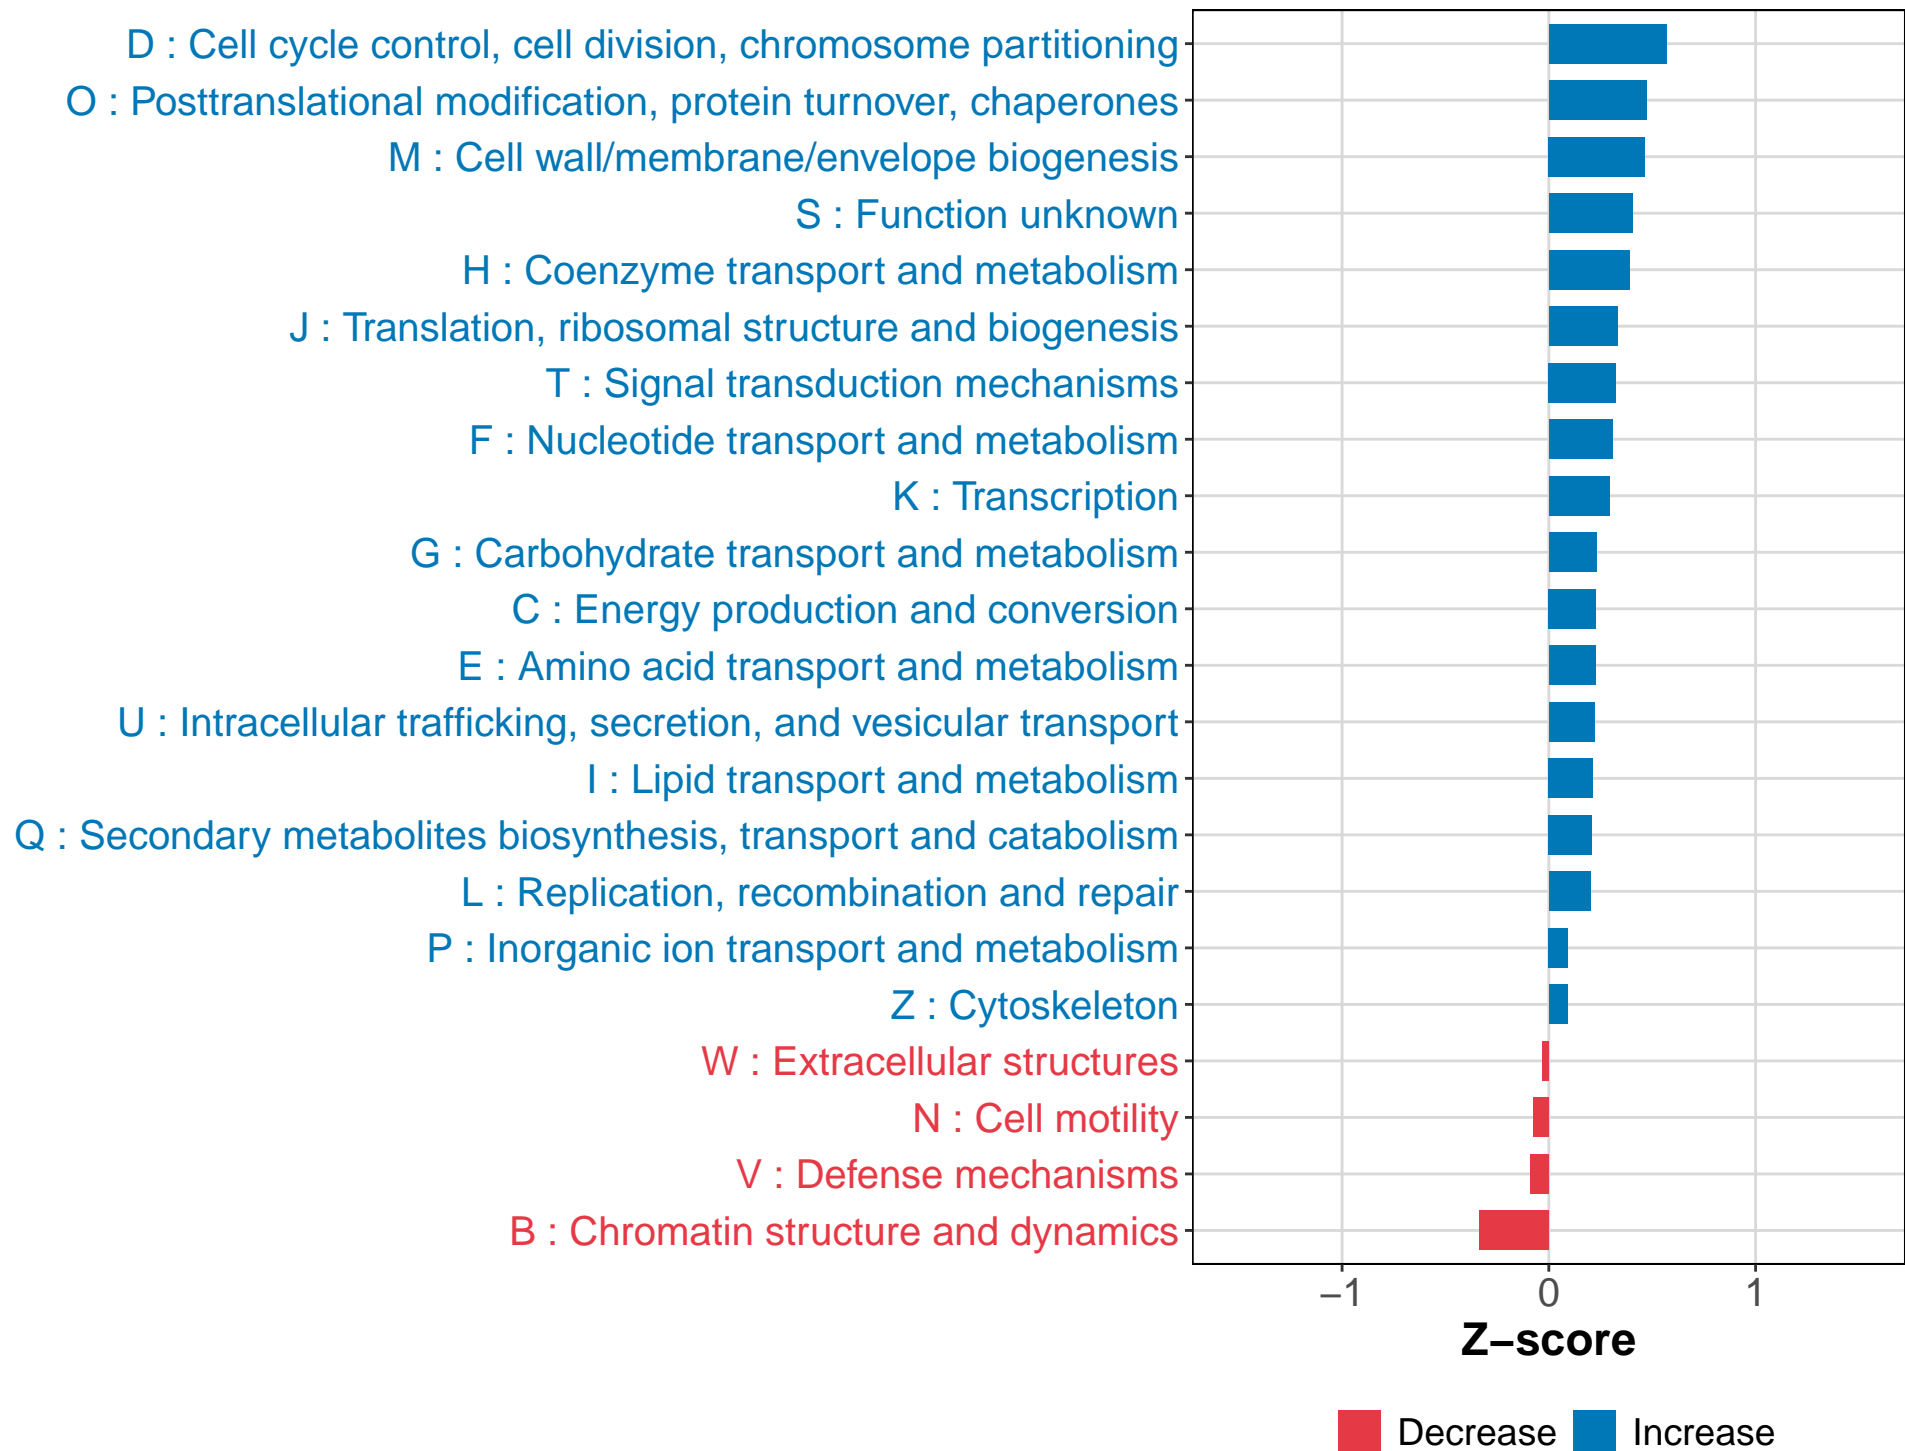 D : Cell cycle control, cell division, chromosome partitioning
O : Posttranslational modification, protein turnover, chaperones
M : Cell wall/membrane/envelope biogenesis
S : Function unknown
H : Coenzyme transport and metabolism
J : Translation, ribosomal structure and biogenesis
T : Signal transduction mechanisms
F : Nucleotide transport and metabolism
K : Transcription
G : Carbohydrate transport and metabolism
C : Energy production and conversion
E : Amino acid transport and metabolism
U : Intracellular trafficking, secretion, and vesicular transport
I : Lipid transport and metabolism
Q : Secondary metabolites biosynthesis, transport and catabolism
L : Replication, recombination and repair
P : Inorganic ion transport and metabolism
Z : Cytoskeleton
W : Extracellular structures
N : Cell motility
V : Defense mechanisms
B : Chromatin structure and dynamics
−1 0 1
Z−score
Decrease Increase